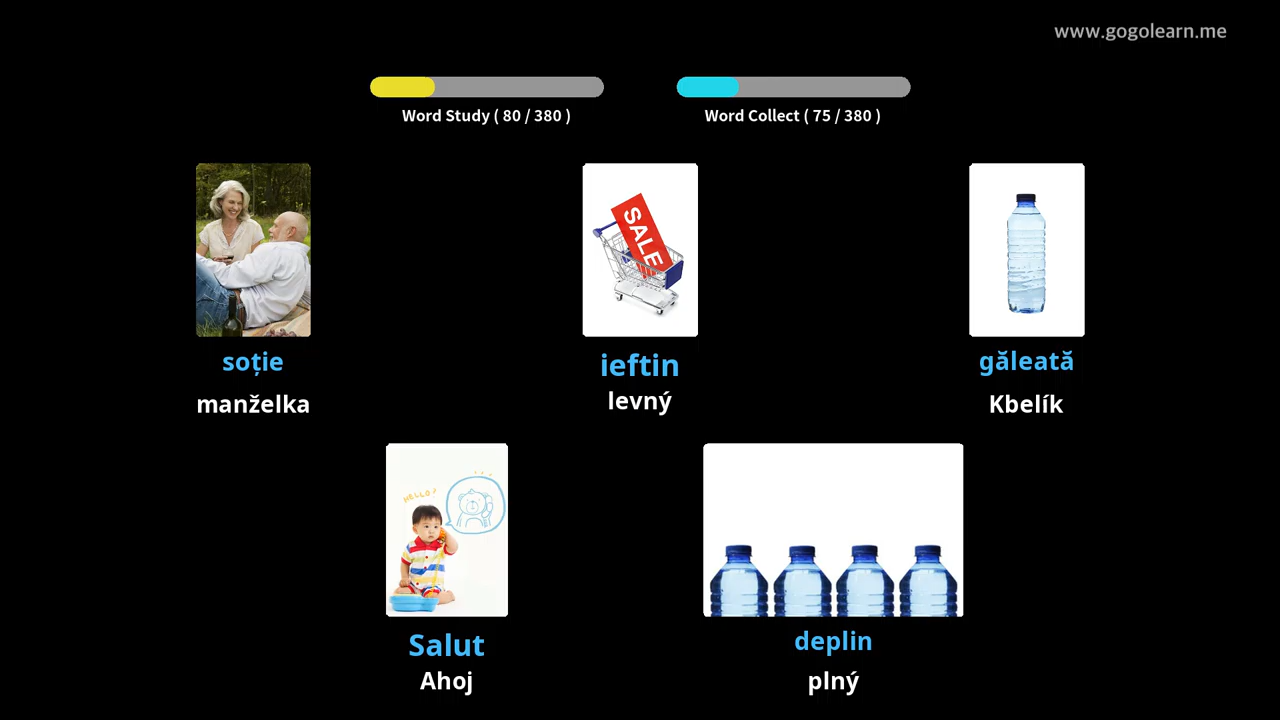 www.gogolearn.me
Word Study ( 80 / 380 )
Word Collect ( 75 / 380 )
SALE
soție
ieftin
găleată
manželka
levný
Kbelík
HELLO!
Salut
deplin
Ahoj
plný